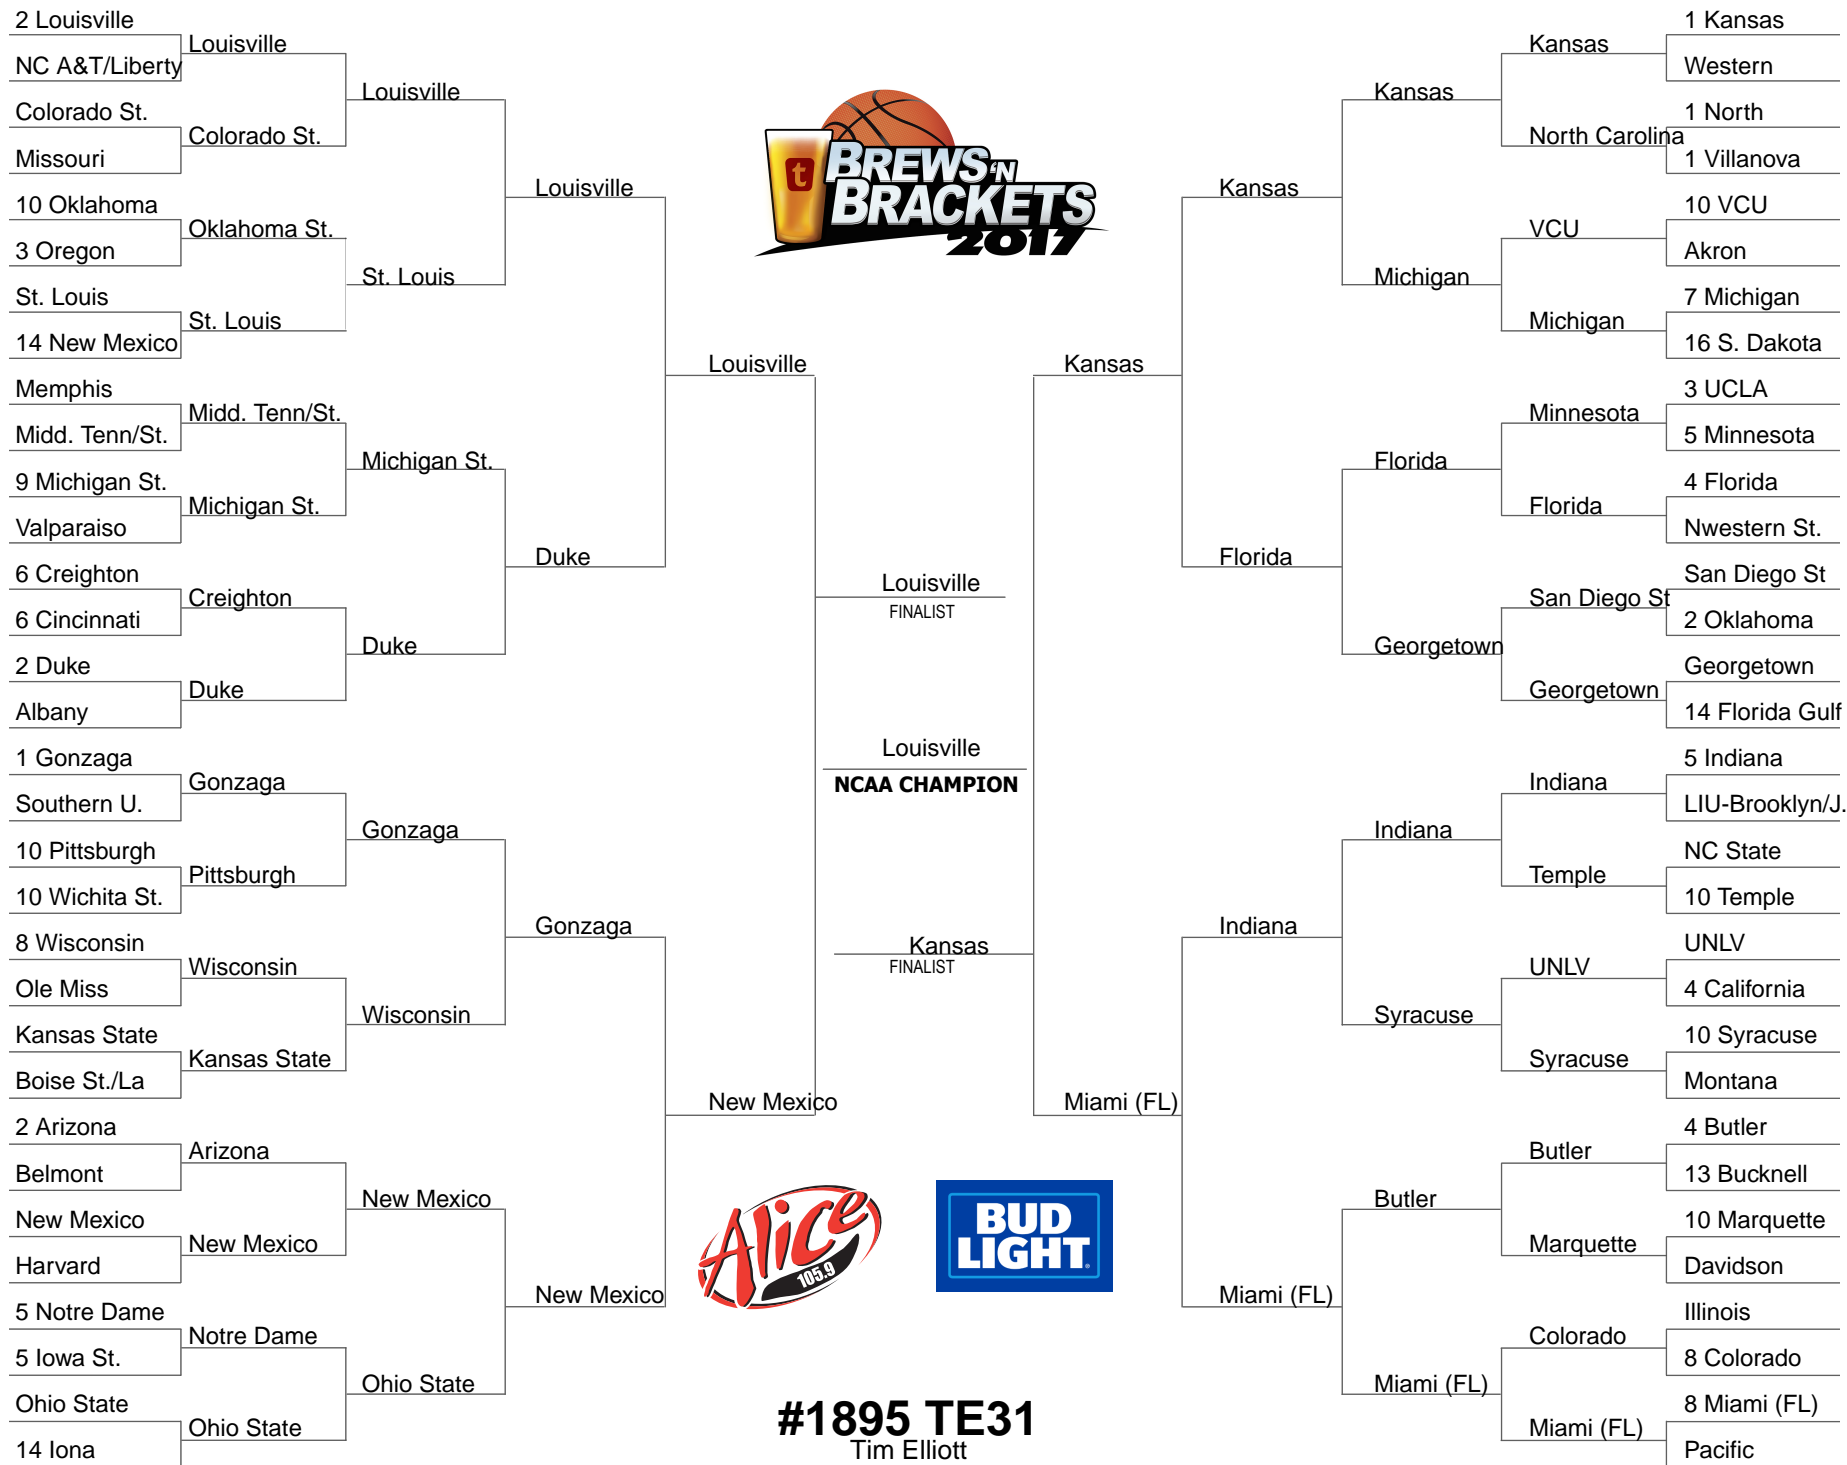 2 Louisville
NC A&T/Liberty
Colorado St.
Missouri
10 Oklahoma
3 Oregon
St. Louis
14 New Mexico
Memphis
Midd. Tenn/St.
9 Michigan St.
Valparaiso
6 Creighton
6 Cincinnati
2 Duke
Albany
1 Gonzaga
Southern U.
10 Pittsburgh
10 Wichita St.
8 Wisconsin
Ole Miss
Kansas State
Boise St./La
2 Arizona
Belmont
New Mexico
Harvard
5 Notre Dame
5 Iowa St.
Ohio State
14 Iona
Louisville
Colorado St.
Oklahoma St.
St. Louis
Midd. Tenn/St.
Michigan St.
Creighton
Duke
Gonzaga
Pittsburgh
Wisconsin
Kansas State
Arizona
New Mexico
Notre Dame
Ohio State
Louisville
St. Louis
Michigan St.
Duke
Gonzaga
Wisconsin
New Mexico
Ohio State
Louisville
Duke
Gonzaga
New Mexico
Louisville
New Mexico
t
BREWS 'N
BRACKETS
2017
Louisville
FINALIST
Louisville
NCAA CHAMPION
Kansas
FINALIST
Alice
105.9
BUD
LIGHT
#1895 TE31
Tim Elliott
Kansas
Miami (FL)
Kansas
Florida
Indiana
Miami (FL)
Kansas
Michigan
Florida
Georgetown
Indiana
Syracuse
Butler
Miami (FL)
Kansas
North Carolina
VCU
Michigan
Minnesota
Florida
San Diego St
Georgetown
Indiana
Temple
UNLV
Syracuse
Butler
Marquette
Colorado
Miami (FL)
1 Kansas
Western
1 North
1 Villanova
10 VCU
Akron
7 Michigan
16 S. Dakota
3 UCLA
5 Minnesota
4 Florida
Nwestern St.
San Diego St
2 Oklahoma
Georgetown
14 Florida Gulf
5 Indiana
LIU-Brooklyn/J.
NC State
10 Temple
UNLV
4 California
10 Syracuse
Montana
4 Butler
13 Bucknell
10 Marquette
Davidson
Illinois
8 Colorado
8 Miami (FL)
Pacific